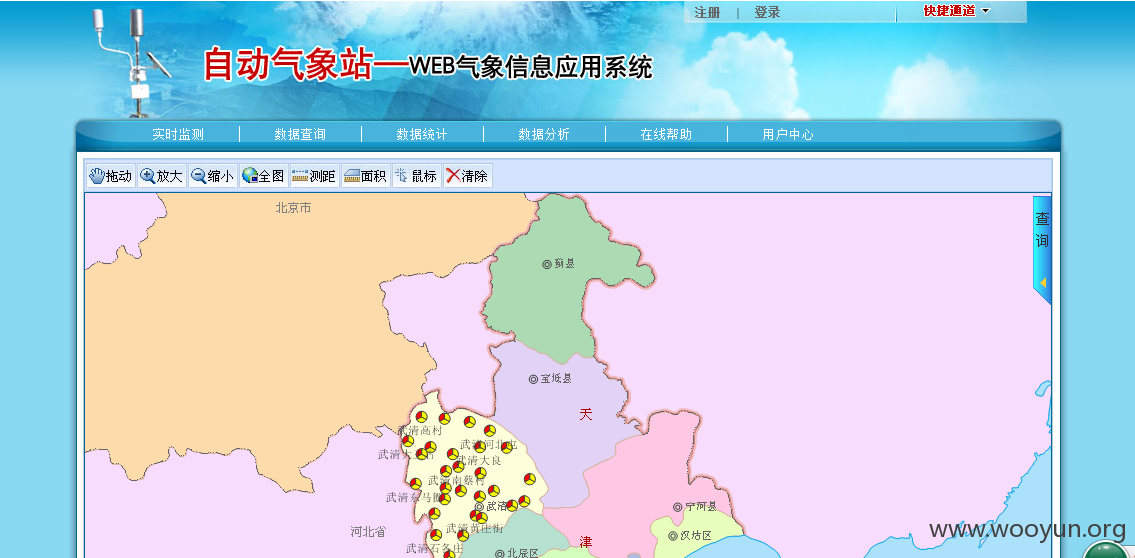 注册 | 登录
快捷通道
自动气象站—WEB气象信息应用系统
实时监测 数据查询 数据统计 数据分析 在线帮助 用户中心
拖动 放大 缩小 全图 测距 面积 鼠标 清除
北京市
查
询
蓟县
宝坻县
天
武清高村
武清河北屯
武清大良
武清南蔡村
武清
宁河县
www.wooyun.org
武清黄庄街
河北省
汉沽区
津
武清石各庄
北辰区